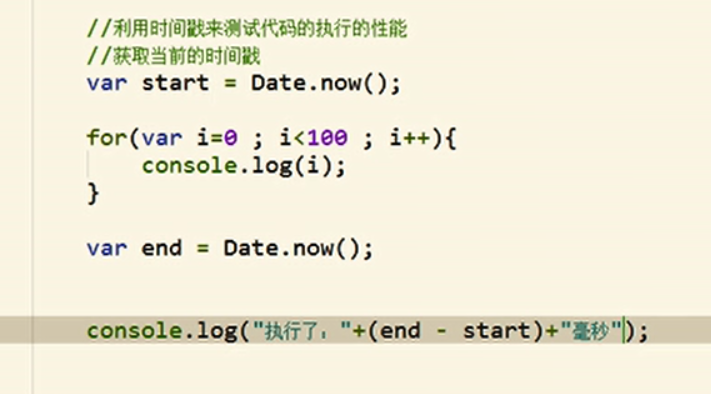 //利用时间戳来测试代码的执行的性能
//获取当前的时间戳
var start = Date.now();
for(var i=0 ; i<100 ; i++){
console.log(i);
}
var end = Date.now();
console.log("执行了："+(end - start)+"毫秒");